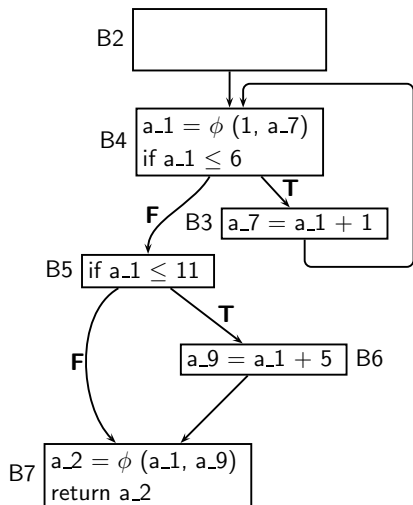 B2
B4
a_1 = ϕ (1, a_7)
if a_1 ≤ 6
T
F
B3
a_7 = a_1 + 1
B5
if a_1 ≤ 11
T
F
a_9 = a_1 + 5
B6
B7
a_2 = ϕ (a_1, a_9)
return a_2